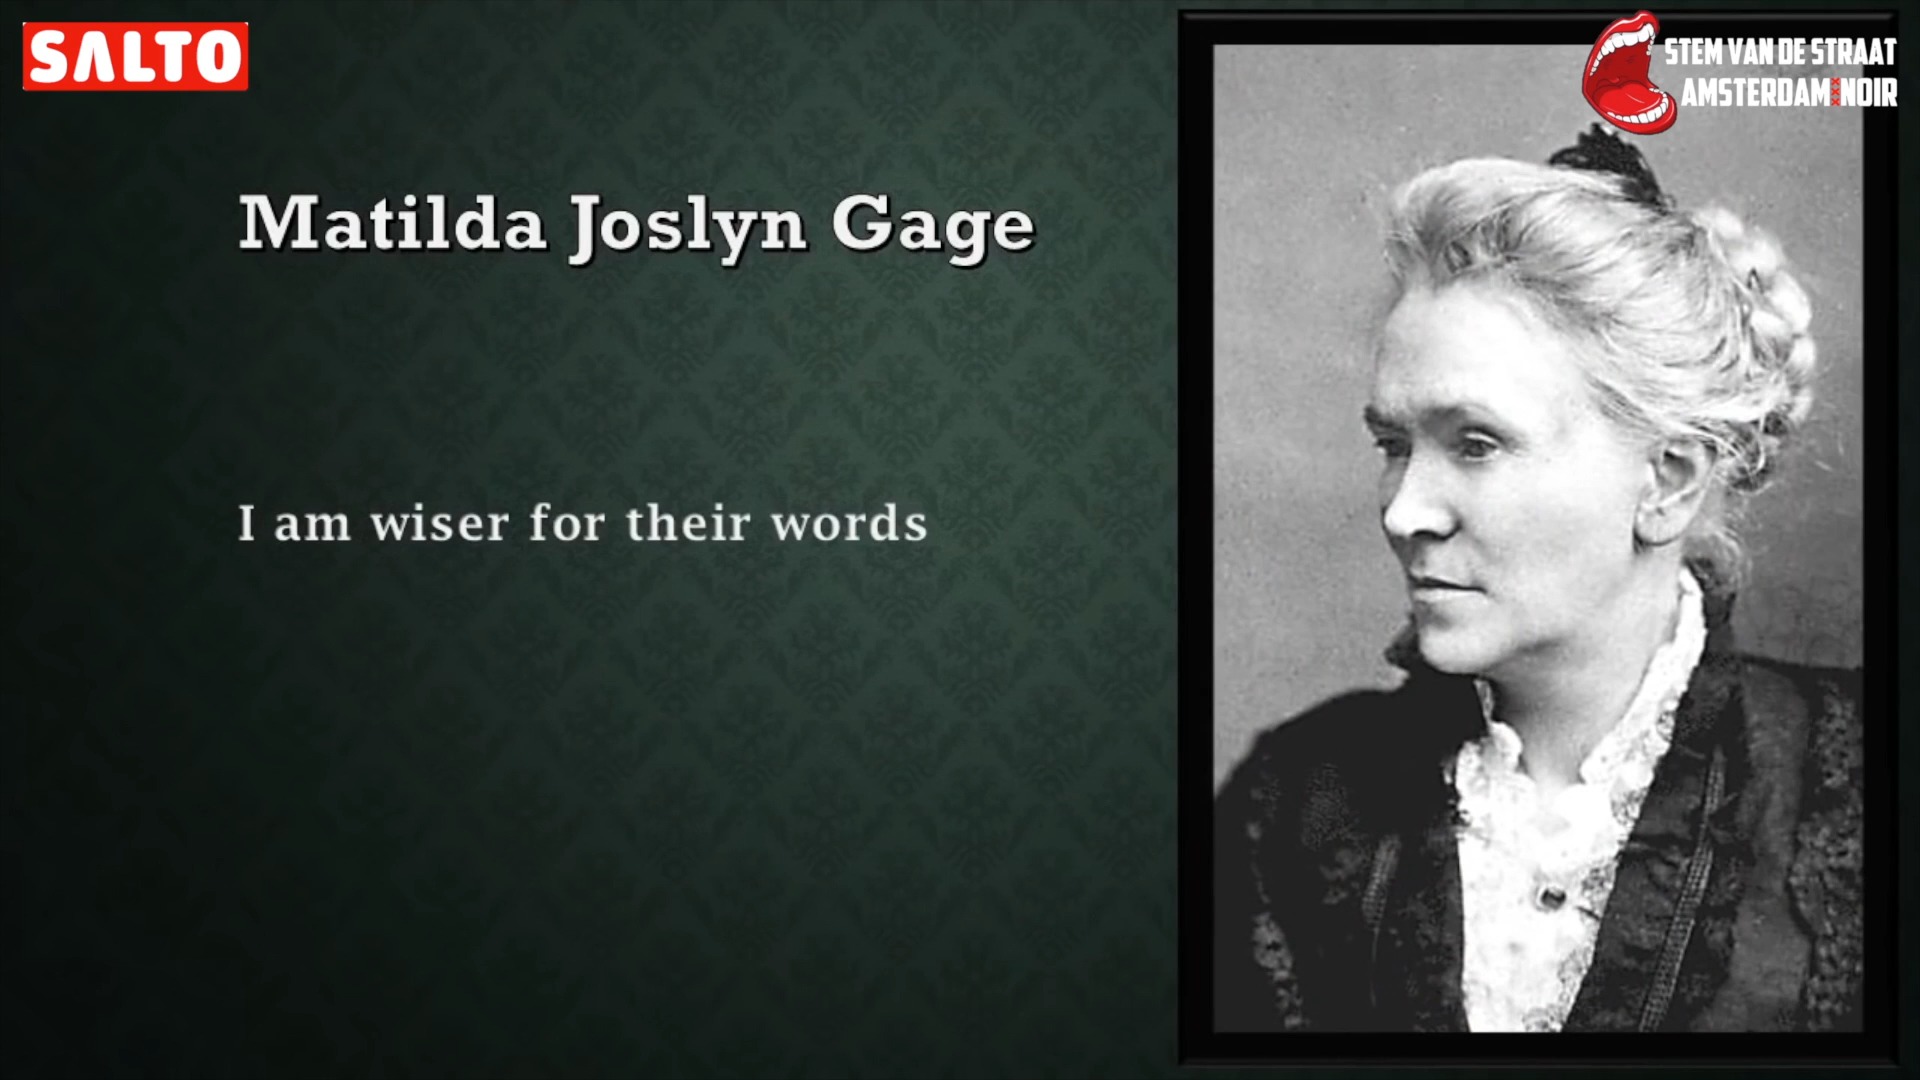 SALTO
STEM VAN DE STRAAT
AMSTERDAM NOIR
Matilda Joslyn Gage
I am wiser for their words